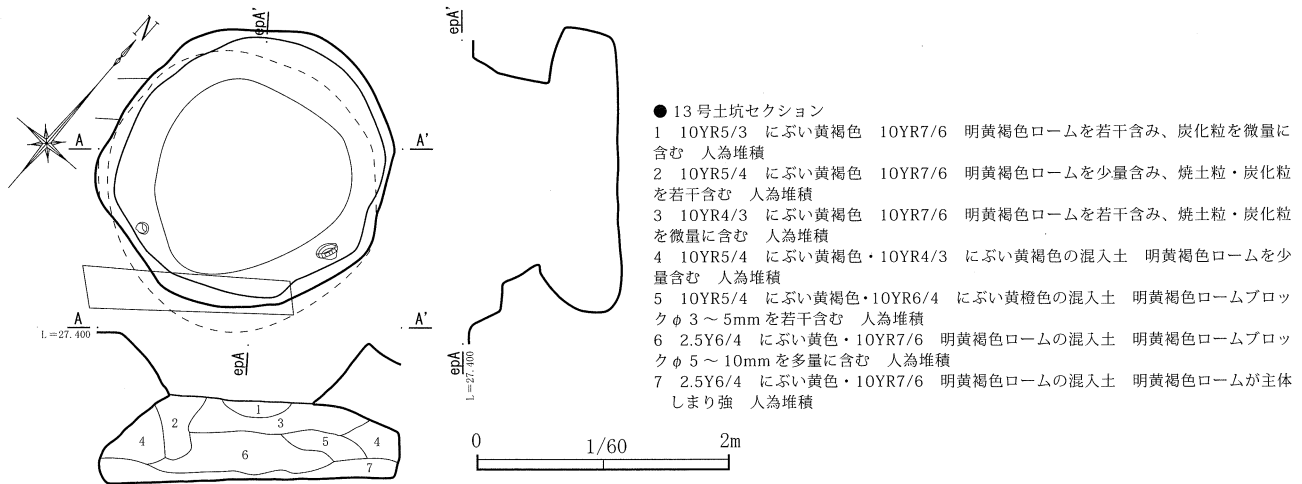 epA'
N
A
A'
A
A'
L=27.400
epA
1
2
3
4
4
5
6
7
epA'
epA
L=27.400
0
1/60
2m
● 13 号土坑セクション
1　10YR5/3　にぶい黄褐色　10YR7/6　明黄褐色ロームを若干含み、炭化粒を微量に
含む　人為堆積
2　10YR5/4　にぶい黄褐色　10YR7/6　明黄褐色ロームを少量含み、焼土粒・炭化粒
を若干含む　人為堆積
3　10YR4/3　にぶい黄褐色　10YR7/6　明黄褐色ロームを若干含み、焼土粒・炭化粒
を微量に含む　人為堆積
4　10YR5/4　にぶい黄褐色・10YR4/3　にぶい黄褐色の混入土　明黄褐色ロームを少
量含む　人為堆積
5　10YR5/4　にぶい黄褐色・10YR6/4　にぶい黄橙色の混入土　明黄褐色ロームブロッ
クφ 3 ～ 5mm を若干含む　人為堆積
6　2.5Y6/4　にぶい黄色・10YR7/6　明黄褐色ロームの混入土　明黄褐色ロームブロッ
クφ 5 ～ 10mm を多量に含む　人為堆積
7　2.5Y6/4　にぶい黄色・10YR7/6　明黄褐色ロームの混入土　明黄褐色ロームが主体
しまり強　人為堆積